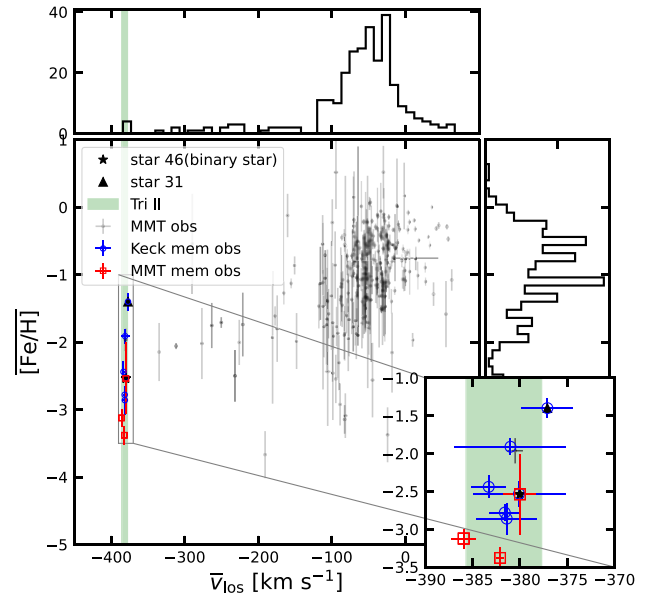 40
20
0
1
0
−1
−2
−3
−4
−5
[Fe/H]
star 46(binary star)
star 31
Tri II
MMT obs
Keck mem obs
MMT mem obs
−400 −300 −200 −100 0
v̅los [km s⁻¹]
−1.0
−1.5
−2.0
−2.5
−3.0
−3.5
−390 −385 −380 −375 −370